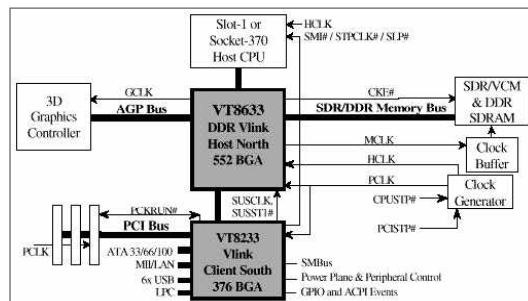 Slot-1 or
Socket-370
Host CPU
HCLK
SMI# / STPCLK# / SLP#
3D
Graphics
Controller
GCLK
AGP Bus
VT8633
DDR Vlink
Host North
552 BGA
CKE#
SDR/DDR Memory Bus
SDR/VCM
& DDR
SDRAM
MCLK
Clock
Buffer
HCLK
PCLK
Clock
Generator
CPUSTP#
PCISTP#
SUSCLK,
SUSST1#
PCKRUN#
PCI Bus
PCLK
VT8233
Vlink
Client South
376 BGA
ATA 33/66/100
MII/LAN
6x USB
LPC
SMBus
Power Plane & Peripheral Control
GPIO and ACPI Events